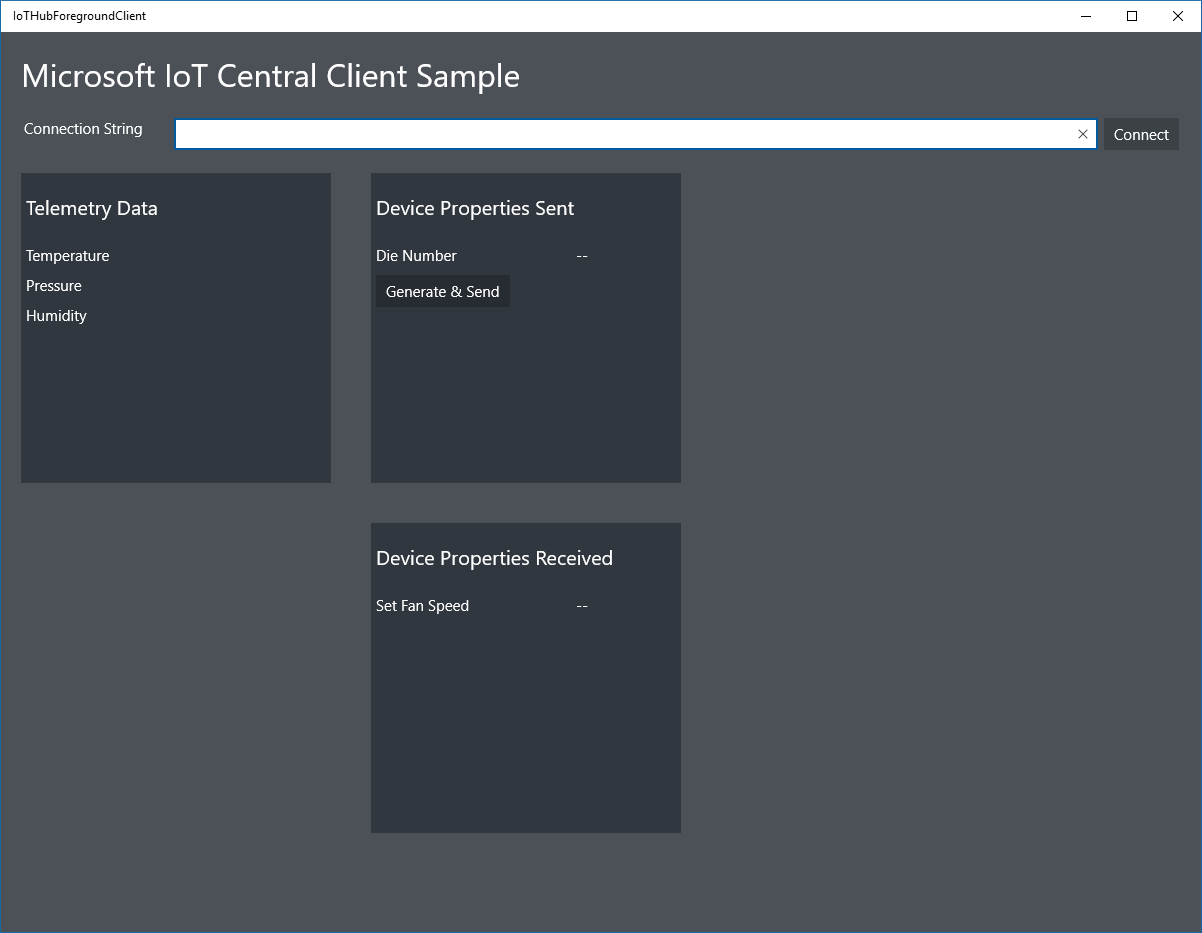 IoTHubForegroundClient
Microsoft IoT Central Client Sample
Connection String
Connect
Telemetry Data
Temperature
Pressure
Humidity
Device Properties Sent
Die Number --
Generate & Send
Device Properties Received
Set Fan Speed --